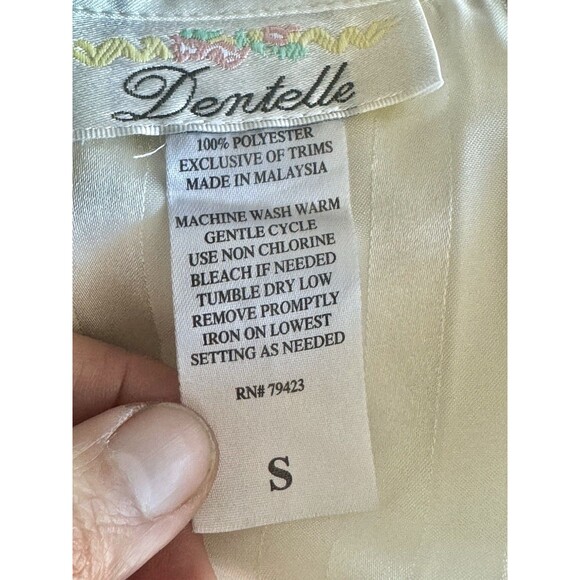 Dentelle
100% POLYESTER
EXCLUSIVE OF TRIMS
MADE IN MALAYSIA
MACHINE WASH WARM
GENTLE CYCLE
USE NON CHLORINE
BLEACH IF NEEDED
TUMBLE DRY LOW
REMOVE PROMPTLY
IRON ON LOWEST
SETTING AS NEEDED
RN# 79423
S